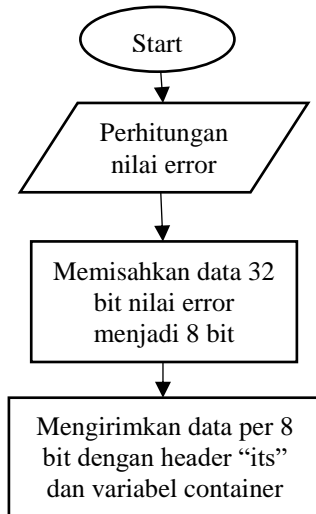 Start
Perhitungan
nilai error
Memisahkan data 32
bit nilai error
menjadi 8 bit
Mengirimkan data per 8
bit dengan header “its”
dan variabel container